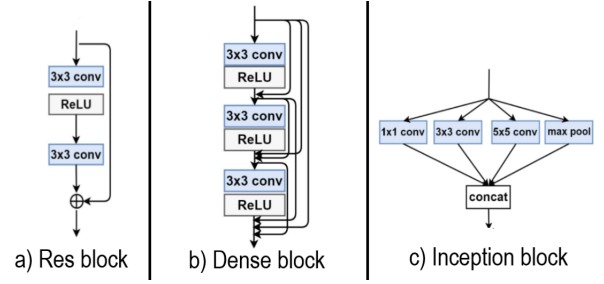 3x3 conv
ReLU
3x3 conv
a) Res block
3x3 conv
ReLU
3x3 conv
ReLU
3x3 conv
ReLU
b) Dense block
1x1 conv 3x3 conv 5x5 conv max pool
concat
c) Inception block